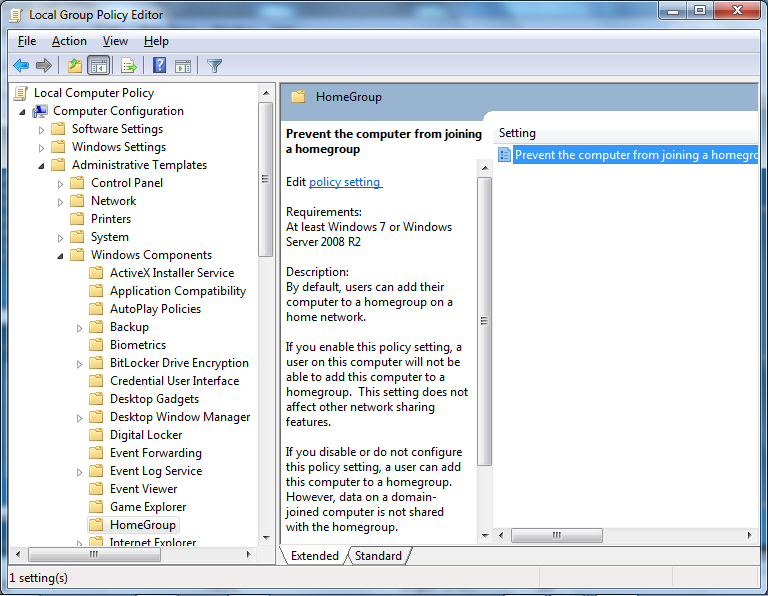 Local Group Policy Editor
File Action View Help
Local Computer Policy
Computer Configuration
Software Settings
Windows Settings
Administrative Templates
Control Panel
Network
Printers
System
Windows Components
ActiveX Installer Service
Application Compatibility
AutoPlay Policies
Backup
Biometrics
BitLocker Drive Encryption
Credential User Interface
Desktop Gadgets
Desktop Window Manager
Digital Locker
Event Forwarding
Event Log Service
Event Viewer
Game Explorer
HomeGroup
Internet Explorer
HomeGroup
Prevent the computer from joining
a homegroup
Edit policy setting
Requirements:
At least Windows 7 or Windows
Server 2008 R2
Description:
By default, users can add their
computer to a homegroup on a
home network.
If you enable this policy setting, a
user on this computer will not be
able to add this computer to a
homegroup.  This setting does not
affect other network sharing
features.
If you disable or do not configure
this policy setting, a user can add
this computer to a homegroup.
However, data on a domain-
joined computer is not shared
with the homegroup.
Setting
Prevent the computer from joining a homegro
Extended Standard
1 setting(s)